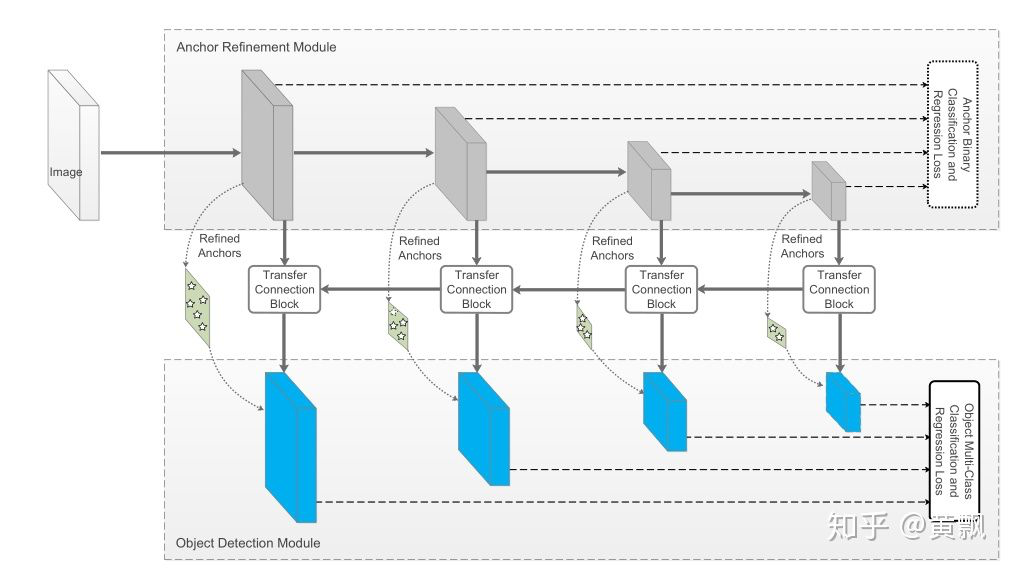 Anchor Refinement Module
Image
Anchor Binary
Classification and
Regression Loss
Refined
Anchors
Refined
Anchors
Refined
Anchors
Refined
Anchors
Transfer
Connection
Block
Transfer
Connection
Block
Transfer
Connection
Block
Transfer
Connection
Block
Object Multi-Class
Classification and
Regression Loss
Object Detection Module
知乎 @黄飘